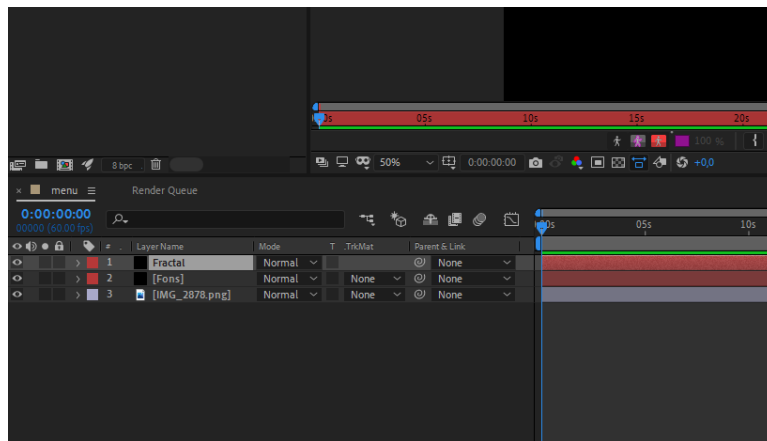 05s 10s 15s 20s
100 %
8 bpc 50% 0:00:00:00 +0,0
× menu Render Queue
0:00:00:00
00000 (60.00 fps)
05s 10s
# Layer Name Mode T .TrkMat Parent & Link
1 Fractal Normal None
2 [Fons] Normal None None
3 [IMG_2878.png] Normal None None